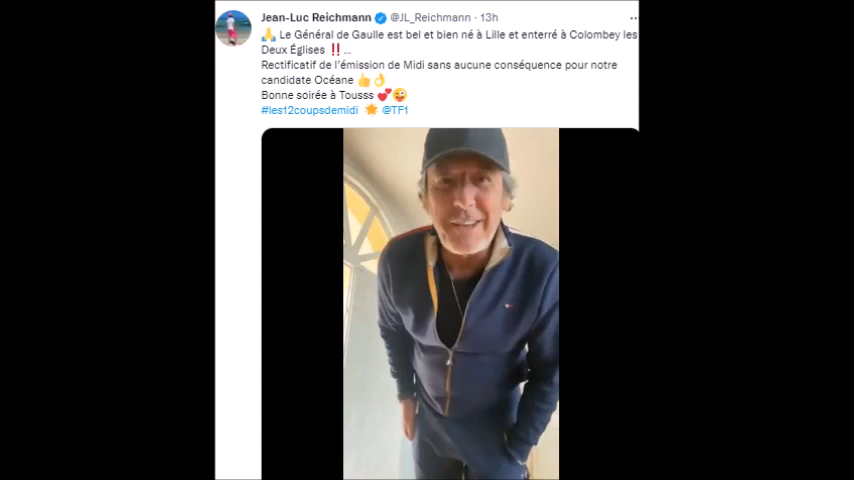 Jean-Luc Reichmann @JL_Reichmann · 13h ...
🙏 Le Général de Gaulle est bel et bien né à Lille et enterré à Colombey les
Deux Églises ‼️ ...
Rectificatif de l'émission de Midi sans aucune conséquence pour notre
candidate Océane 👍👌
Bonne soirée à Tousss 💕😜
#les12coupsdemidi ⭐ @TF1